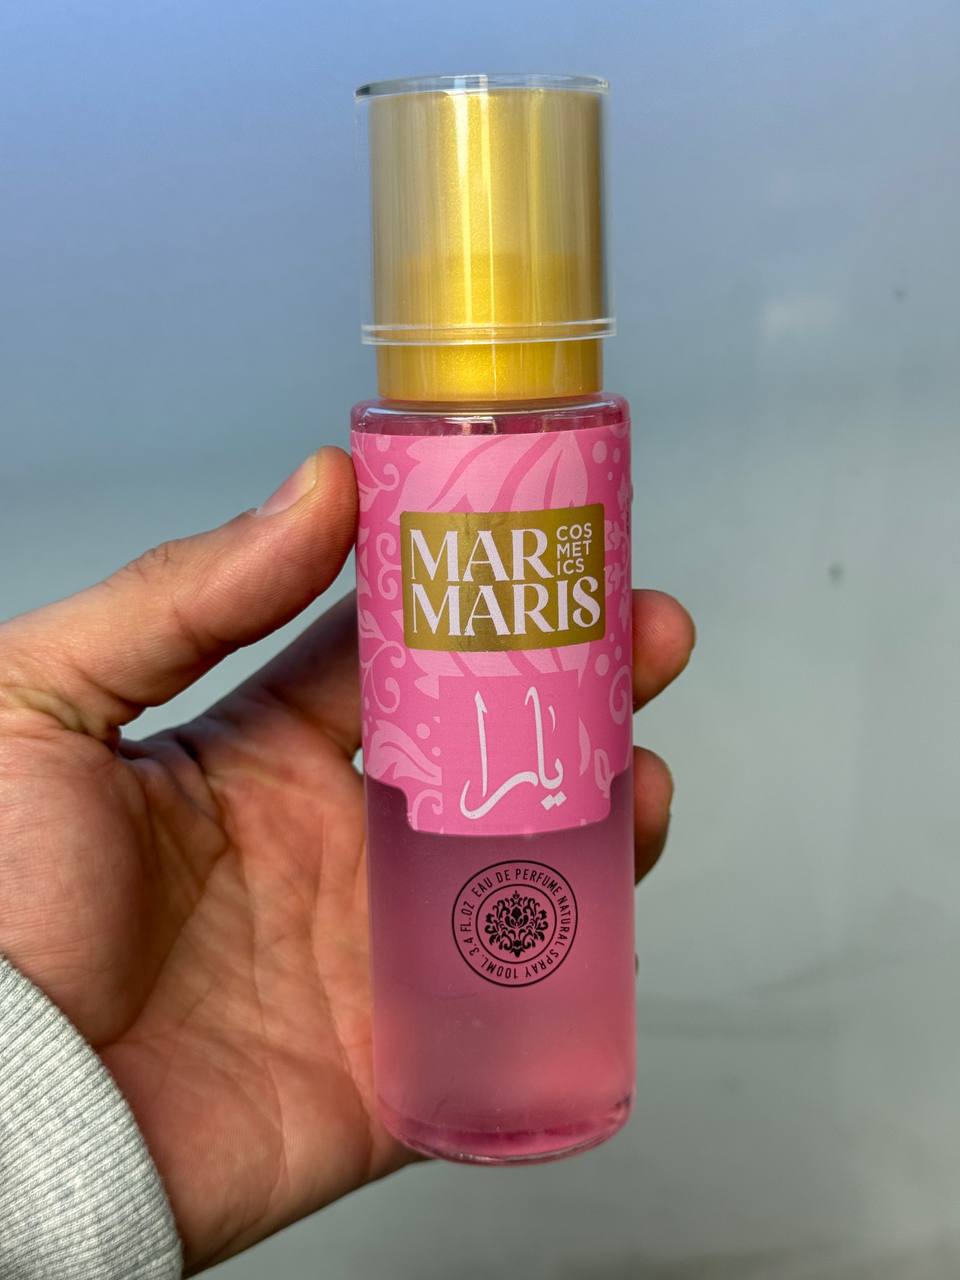 MAR
COS
MET
ICS
MARIS
يارا
EAU DE PERFUME NATURAL SPRAY 100ML. 3.4 FL.OZ